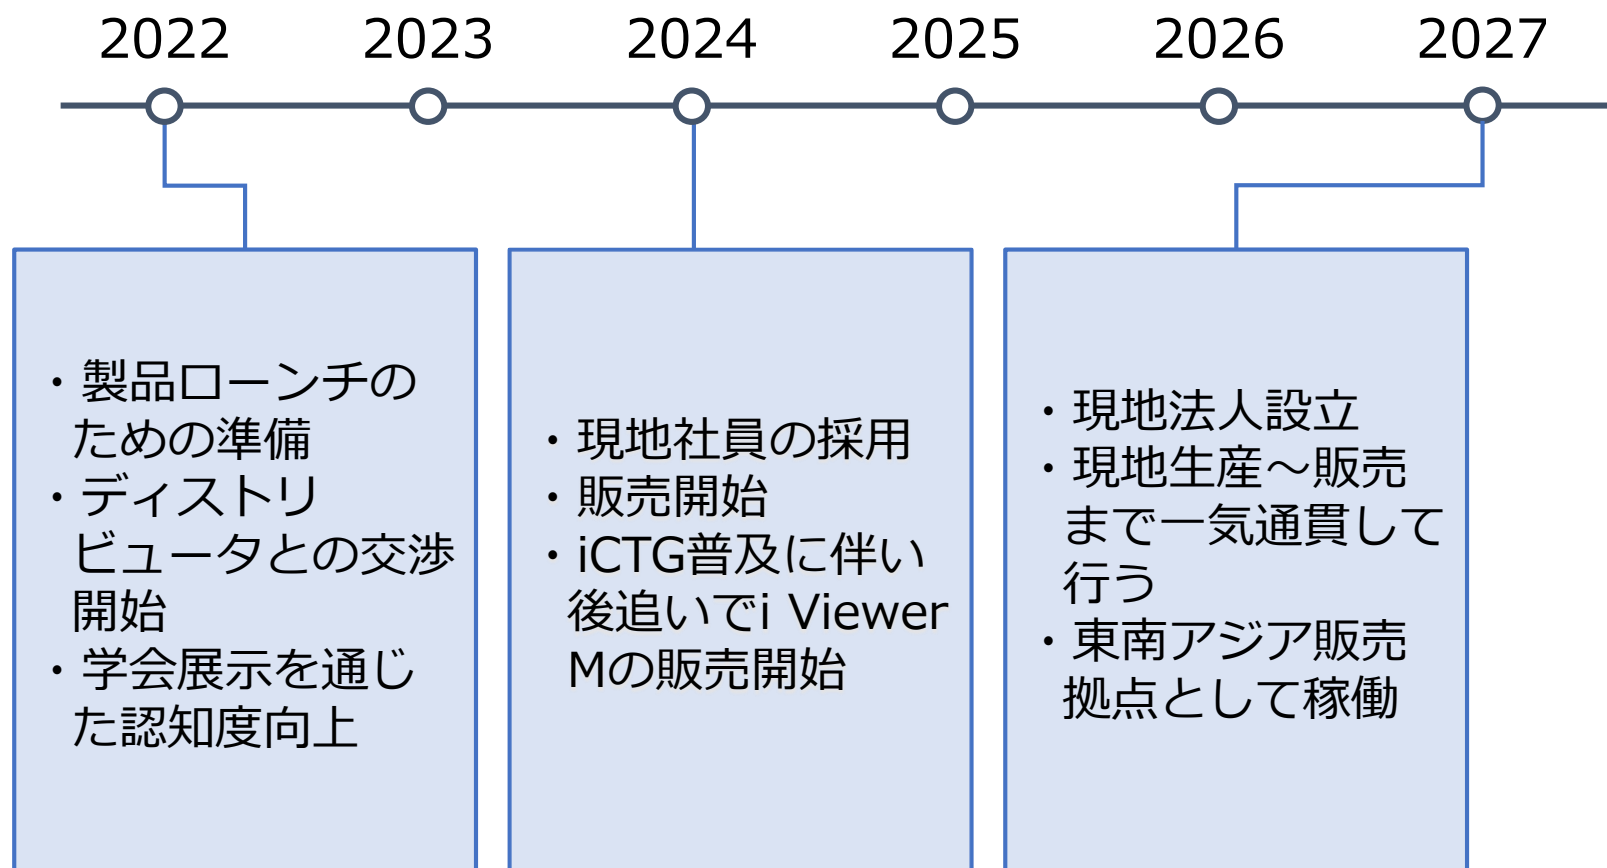 2022 2023 2024 2025 2026 2027
・製品ローンチの
ための準備
・ディストリ
ビュータとの交渉
開始
・学会展示を通じ
た認知度向上
・現地社員の採用
・販売開始
・iCTG普及に伴い
後追いでi Viewer
Mの販売開始
・現地法人設立
・現地生産～販売
まで一気通貫して
行う
・東南アジア販売
拠点として稼働